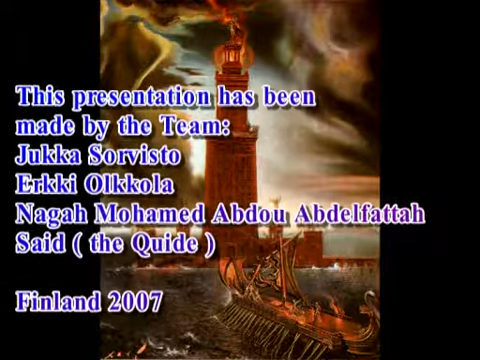 This presentation has been
made by the Team:
Jukka Sorvisto
Erkki Olkkola
Nagah Mohamed Abdou Abdelfattah
Said ( the Quide )
Finland 2007